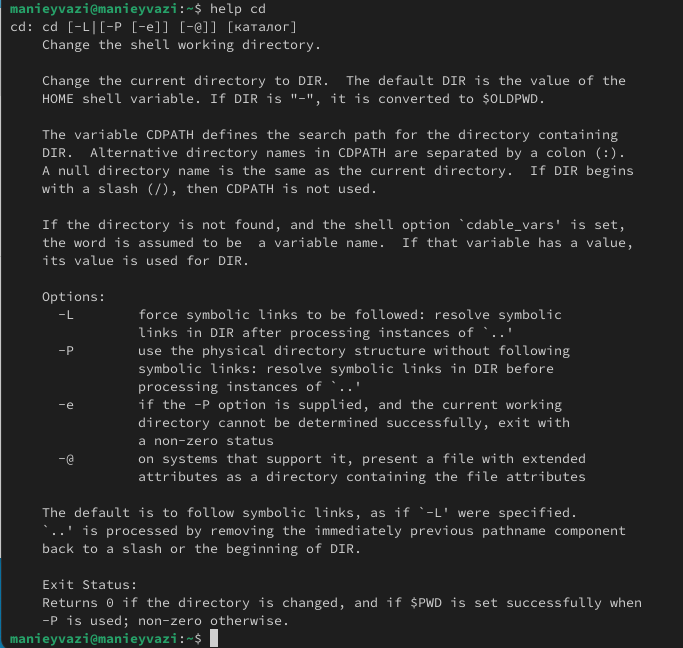 manieyvazi@manieyvazi:~$ help cd
cd: cd [-L|[-P [-e]] [-@]] [каталог]
    Change the shell working directory.

    Change the current directory to DIR.  The default DIR is the value of the
    HOME shell variable. If DIR is "-", it is converted to $OLDPWD.

    The variable CDPATH defines the search path for the directory containing
    DIR.  Alternative directory names in CDPATH are separated by a colon (:).
    A null directory name is the same as the current directory.  If DIR begins
    with a slash (/), then CDPATH is not used.

    If the directory is not found, and the shell option `cdable_vars' is set,
    the word is assumed to be  a variable name.  If that variable has a value,
    its value is used for DIR.

    Options:
      -L        force symbolic links to be followed: resolve symbolic
                links in DIR after processing instances of `..'
      -P        use the physical directory structure without following
                symbolic links: resolve symbolic links in DIR before
                processing instances of `..'
      -e        if the -P option is supplied, and the current working
                directory cannot be determined successfully, exit with
                a non-zero status
      -@        on systems that support it, present a file with extended
                attributes as a directory containing the file attributes

    The default is to follow symbolic links, as if `-L' were specified.
    `..' is processed by removing the immediately previous pathname component
    back to a slash or the beginning of DIR.

    Exit Status:
    Returns 0 if the directory is changed, and if $PWD is set successfully when
    -P is used; non-zero otherwise.
manieyvazi@manieyvazi:~$